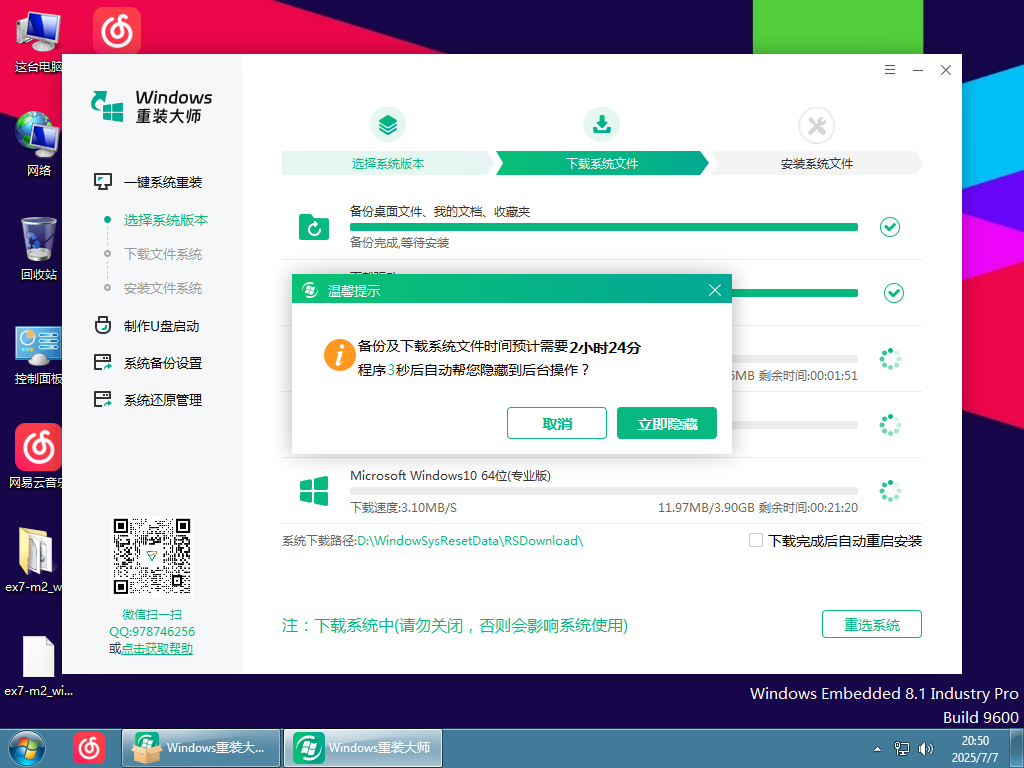 这台电脑
网络
回收站
控制面板
网易云音乐
ex7-m2_w
ex7-m2_wi...
Windows
重装大师
一键系统重装
选择系统版本
下载文件系统
安装文件系统
制作U盘启动
系统备份设置
系统还原管理
微信扫一扫
QQ:978746256
或点击获取帮助
选择系统版本
下载系统文件
安装系统文件
备份桌面文件、我的文档、收藏夹
备份完成,等待安装
温馨提示
备份及下载系统文件时间预计需要2小时24分
程序3秒后自动帮您隐藏到后台操作？
取消
立即隐藏
MB 剩余时间:00:01:51
Microsoft Windows10 64位(专业版)
下载速度:3.10MB/S
11.97MB/3.90GB 剩余时间:00:21:20
系统下载路径:D:\WindowSysResetData\RSDownload\
下载完成后自动重启安装
注：下载系统中(请勿关闭，否则会影响系统使用)
重选系统
Windows Embedded 8.1 Industry Pro
Build 9600
Windows重装大...
Windows重装大师
20:50
2025/7/7